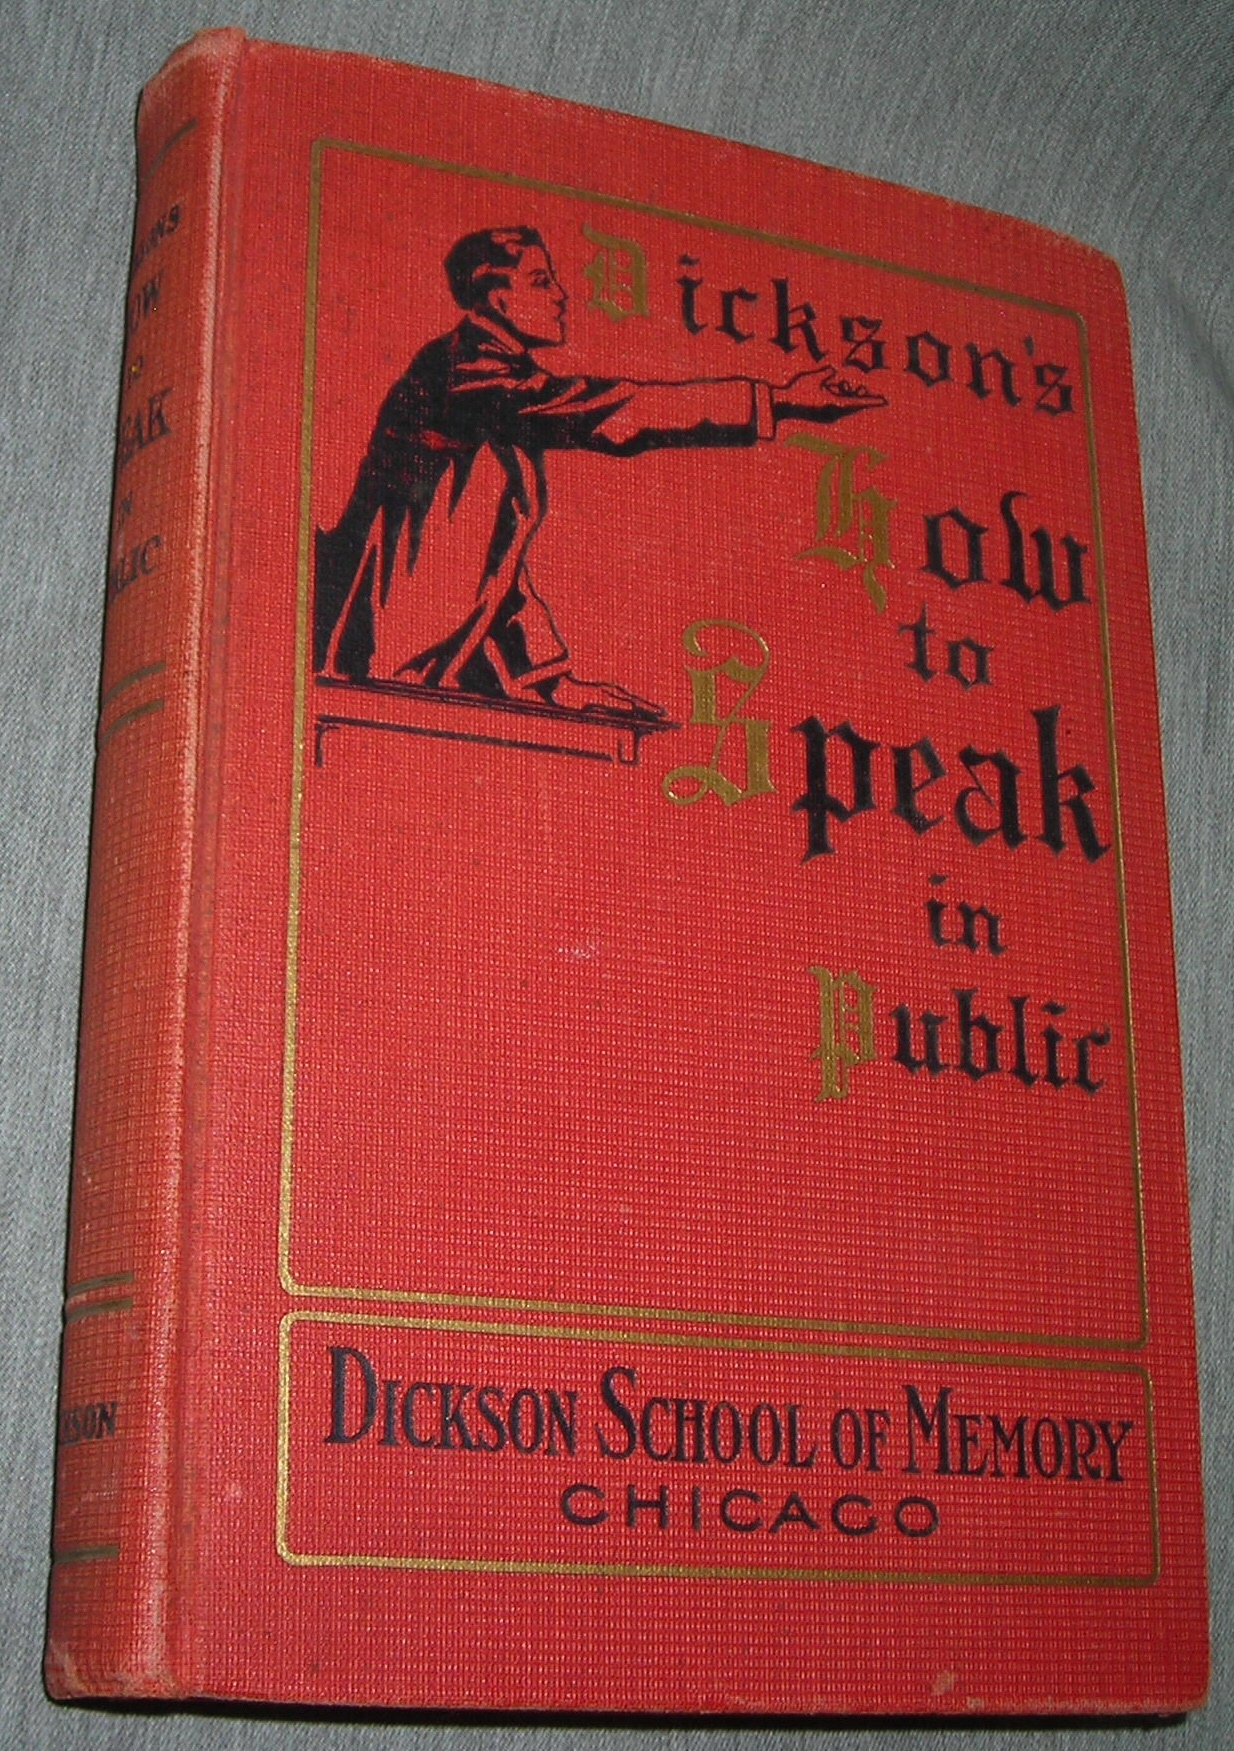 Dickson's
How
to
Speak
in
Public
DICKSON SCHOOL OF MEMORY
CHICAGO